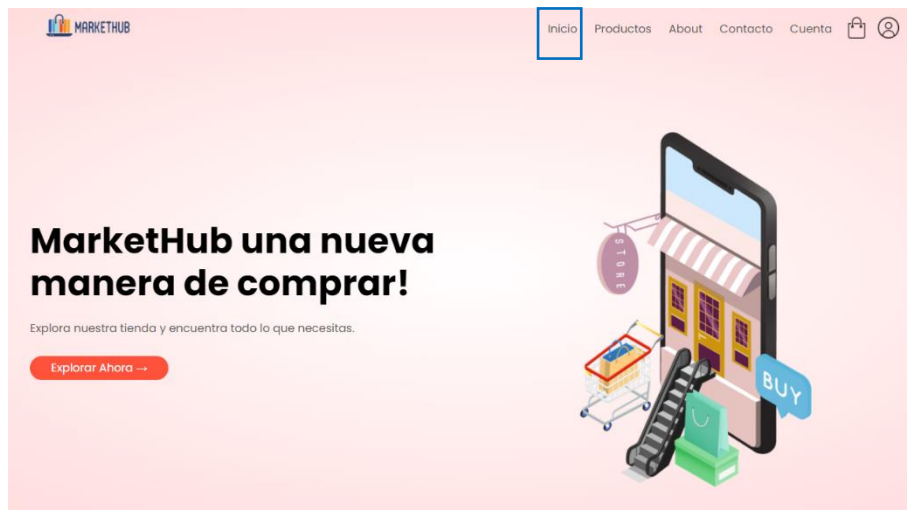 MARKETHUB
Inicio Productos About Contacto Cuenta
MarketHub una nueva
manera de comprar!
Explora nuestra tienda y encuentra todo lo que necesitas.
Explorar Ahora →
STORE
BUY